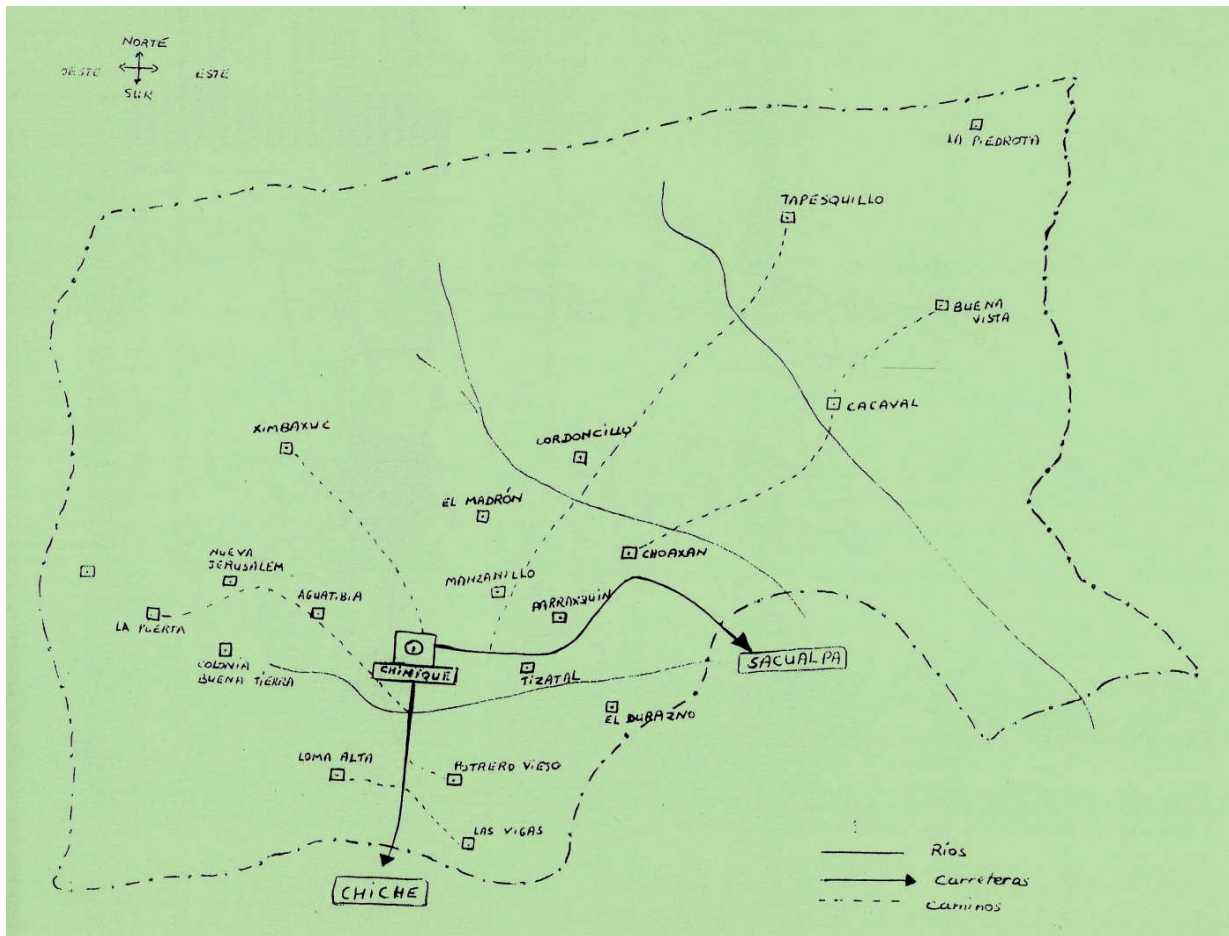 NORTE
OESTE ESTE
SUR
LA PIEDROTA
TAPESQUILLO
BUENA
VISTA
CACAVAL
XIMBAXUC
CORDONCILLO
EL MADRÓN
CHOAXAN
NUEVA
JERUSALEM
MANZANILLO
AGUATIBIA
PARRAXQUIN
LA PUERTA
COLONIA
BUENA TIERRA
CHINIQUE
TIZATAL
SACUALPA
EL DURAZNO
LOMA ALTA
POTRERO VIEJO
LAS VIGAS
CHICHE
Ríos
Carreteras
Caminos